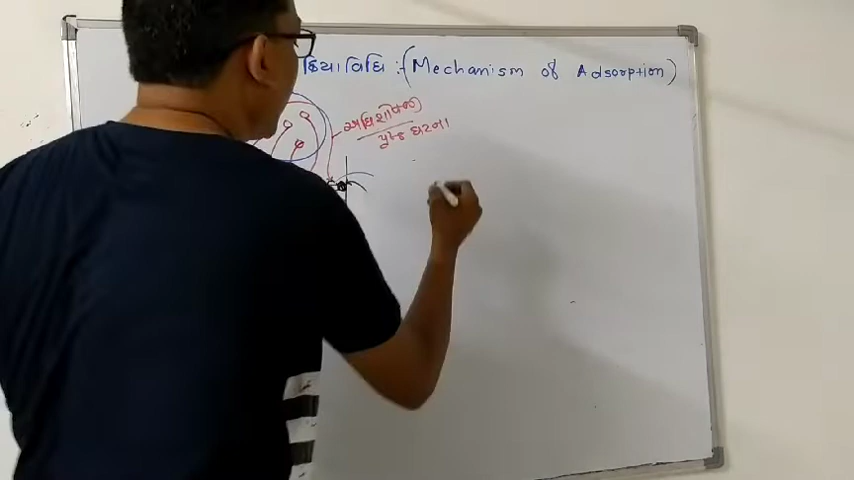 ક્રિયાવિધિ :- (Mechanism of Adsorption)
અધિશોષણ
પૃષ્ઠ ઘટના